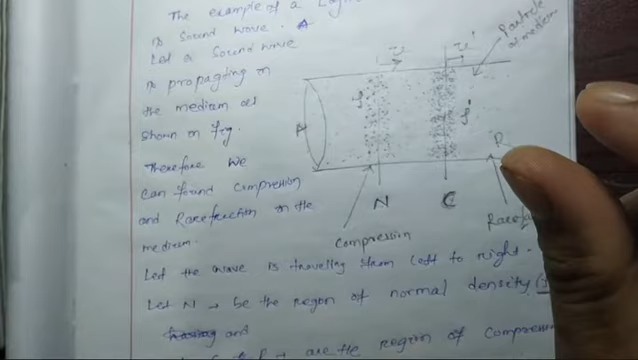 The example of a
is Sound wave.
Let a Sound wave
is propagating in
the medium as
Shown in fig.
Therefore we
can found compression
and Rarefraction in the
medium.
v
v'
Particle
of medium
A
ρ
ρ'
N
C
R
Compression
Let the wave is traveling from left to right.
Let N → be the region of normal density
and
are the region of